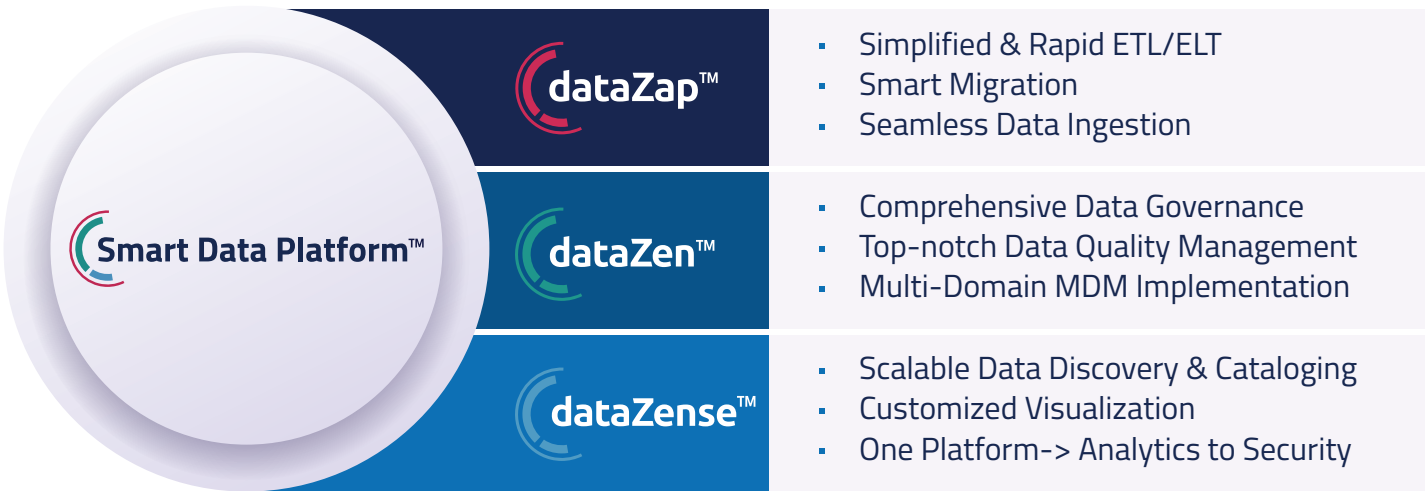 Smart Data Platform™
dataZap™
▪ Simplified & Rapid ETL/ELT
▪ Smart Migration
▪ Seamless Data Ingestion
dataZen™
▪ Comprehensive Data Governance
▪ Top-notch Data Quality Management
▪ Multi-Domain MDM Implementation
dataZense™
▪ Scalable Data Discovery & Cataloging
▪ Customized Visualization
▪ One Platform-> Analytics to Security